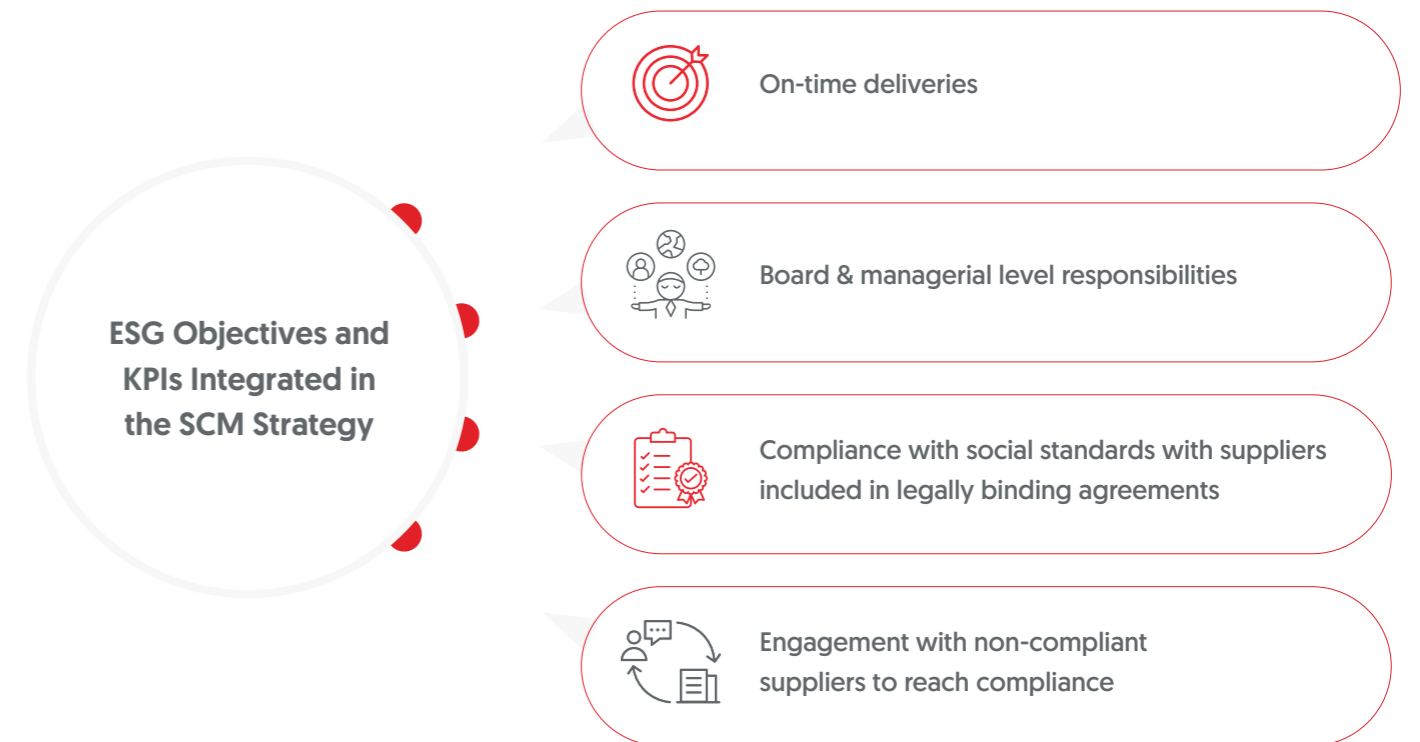 ESG Objectives and
KPIs Integrated in
the SCM Strategy
On-time deliveries
Board & managerial level responsibilities
Compliance with social standards with suppliers
included in legally binding agreements
Engagement with non-compliant
suppliers to reach compliance